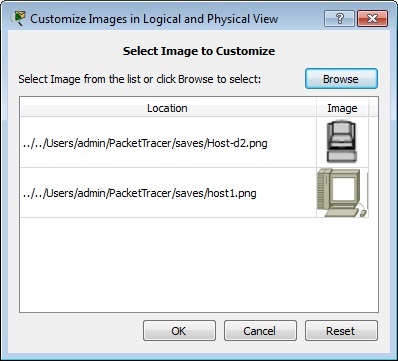 Customize Images in Logical and Physical View
Select Image to Customize
Select Image from the list or click Browse to select:
Browse
Location
Image
../../Users/admin/PacketTracer/saves/Host-d2.png
../../Users/admin/PacketTracer/saves/host1.png
OK
Cancel
Reset